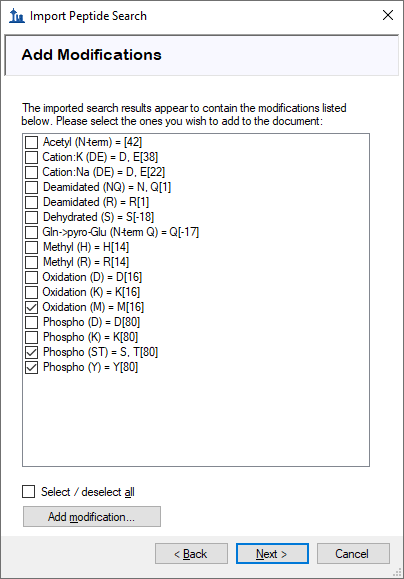 Import Peptide Search
Add Modifications
The imported search results appear to contain the modifications listed
below. Please select the ones you wish to add to the document:
Acetyl (N-term) = [42]
Cation:K (DE) = D, E[38]
Cation:Na (DE) = D, E[22]
Deamidated (NQ) = N, Q[1]
Deamidated (R) = R[1]
Dehydrated (S) = S[-18]
Gln->pyro-Glu (N-term Q) = Q[-17]
Methyl (H) = H[14]
Methyl (R) = R[14]
Oxidation (D) = D[16]
Oxidation (K) = K[16]
Oxidation (M) = M[16]
Phospho (D) = D[80]
Phospho (K) = K[80]
Phospho (ST) = S, T[80]
Phospho (Y) = Y[80]
Select / deselect all
Add modification...
< Back
Next >
Cancel